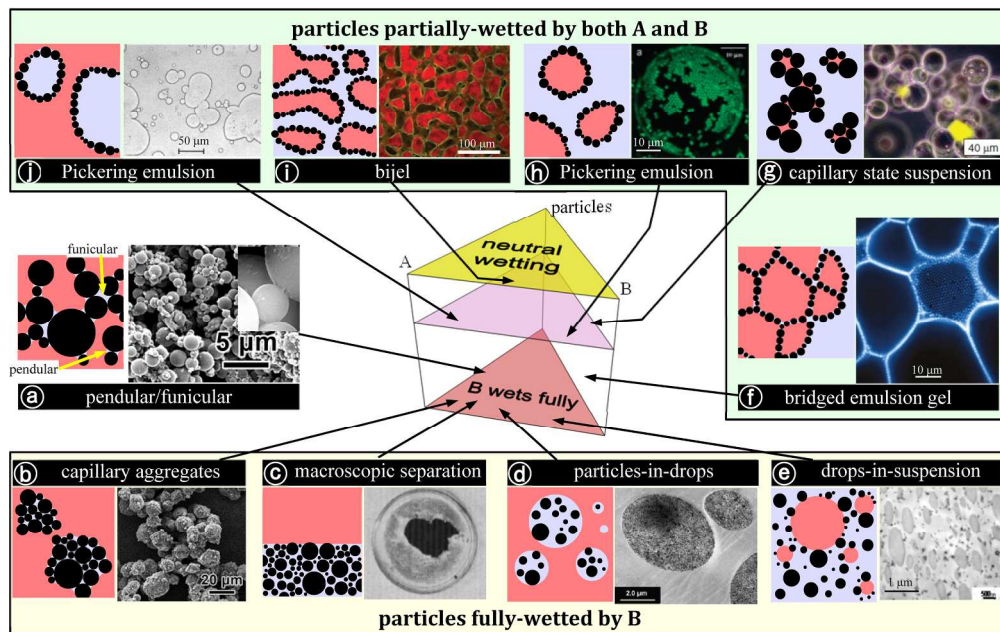 particles partially-wetted by both A and B
50 μm
100 μm
a
10 μm
10 μm
40 μm
j Pickering emulsion
i bijel
h Pickering emulsion
g capillary state suspension
particles
neutral wetting
A
B
B wets fully
funicular
pendular
5 μm
a pendular/funicular
10 μm
f bridged emulsion gel
b capillary aggregates
c macroscopic separation
d particles-in-drops
e drops-in-suspension
20 μm
2.0 μm
1 μm
particles fully-wetted by B